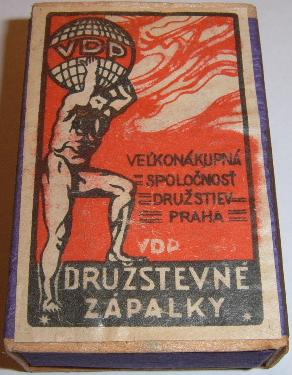 VDP
VEĽKONÁKUPNÁ
SPOLOČNOSŤ
DRUŽSTIEV
PRAHA
VDP
DRUŽSTEVNÉ
ZÁPALKY